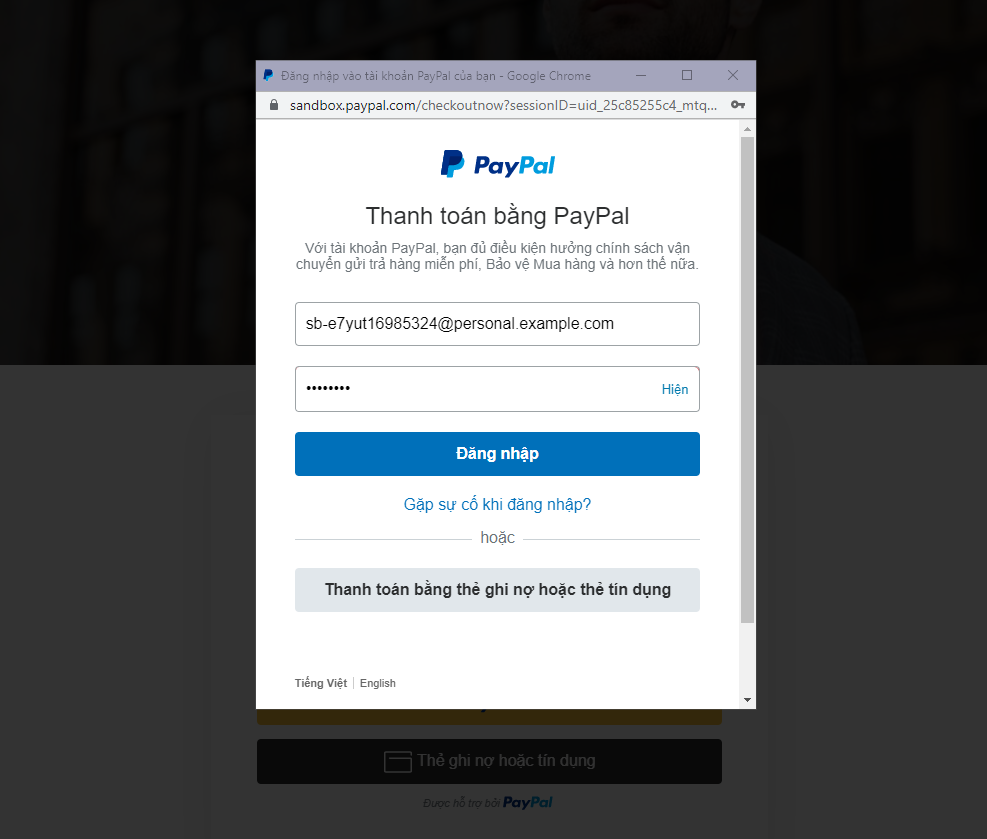 Đăng nhập vào tài khoản PayPal của bạn - Google Chrome
sandbox.paypal.com/checkoutnow?sessionID=uid_25c85255c4_mtq...
PayPal
Thanh toán bằng PayPal
Với tài khoản PayPal, bạn đủ điều kiện hưởng chính sách vận
chuyển gửi trả hàng miễn phí, Bảo vệ Mua hàng và hơn thế nữa.
sb-e7yut16985324@personal.example.com
••••••••
Hiện
Đăng nhập
Gặp sự cố khi đăng nhập?
hoặc
Thanh toán bằng thẻ ghi nợ hoặc thẻ tín dụng
Tiếng Việt | English
Thẻ ghi nợ hoặc tín dụng
Được hỗ trợ bởi PayPal